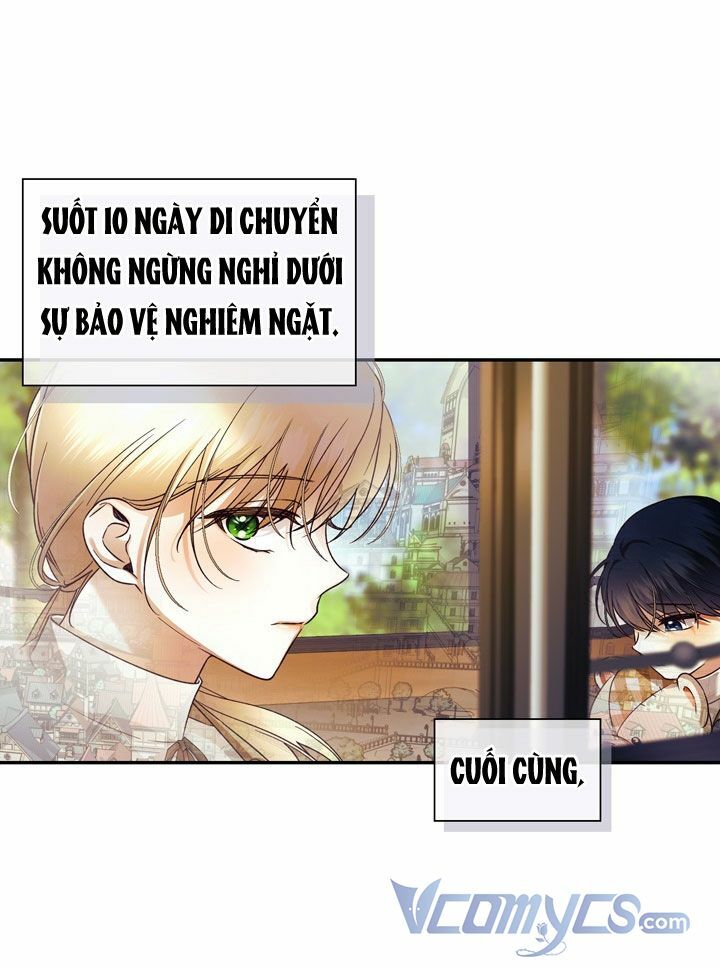 SUỐT 10 NGÀY DI CHUYỂN
KHÔNG NGỪNG NGHỈ DƯỚI
SỰ BẢO VỆ NGHIÊM NGẶT.
CUỐI CÙNG,
VCOMYCS.com